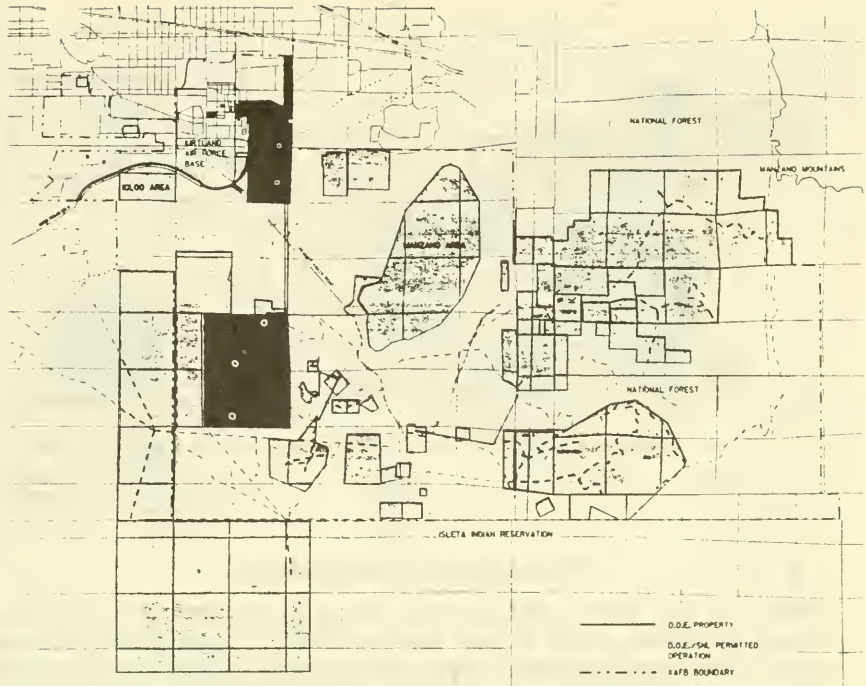 NATIONAL FOREST
KIRTLAND
AIR FORCE
BASE
MANZANO MOUNTAINS
IGLOO AREA
MANZANO AREA
NATIONAL FOREST
ISLETA INDIAN RESERVATION
D.O.E. PROPERTY
D.O.E./SNL PERMITTED
OPERATION
KAFB BOUNDARY